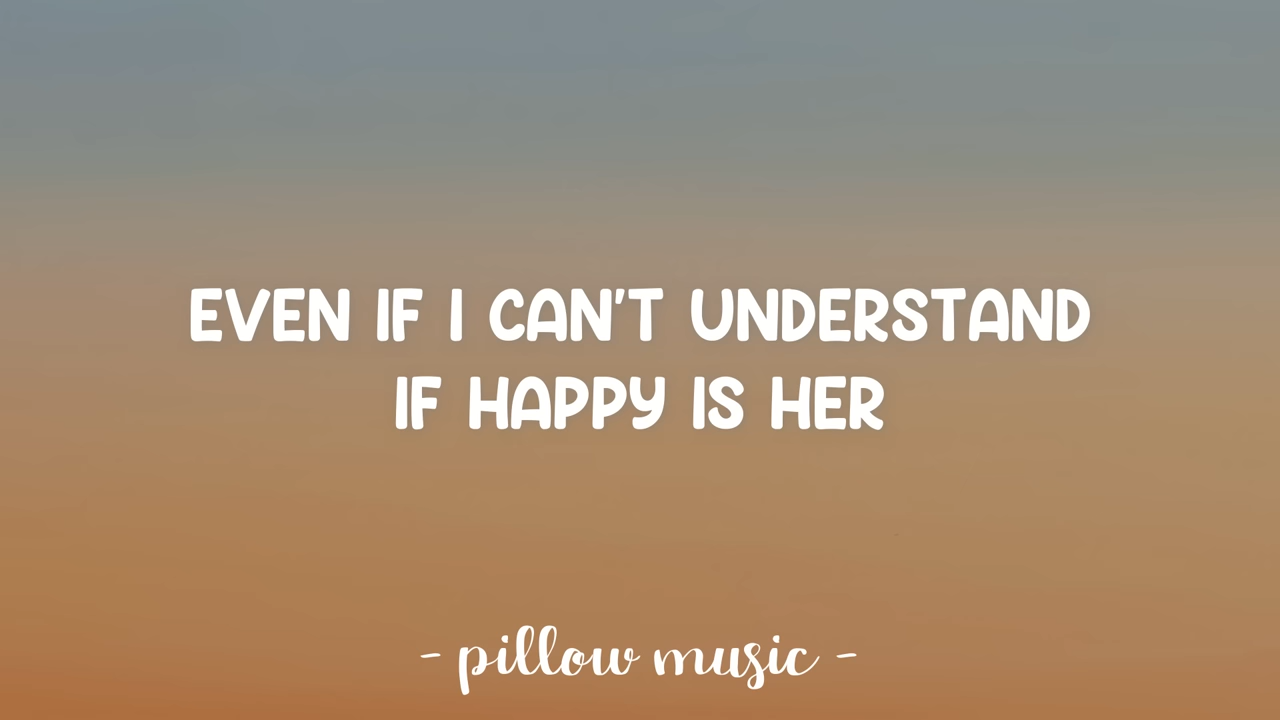 EVEN IF I CAN'T UNDERSTAND
IF HAPPY IS HER
- pillow music -